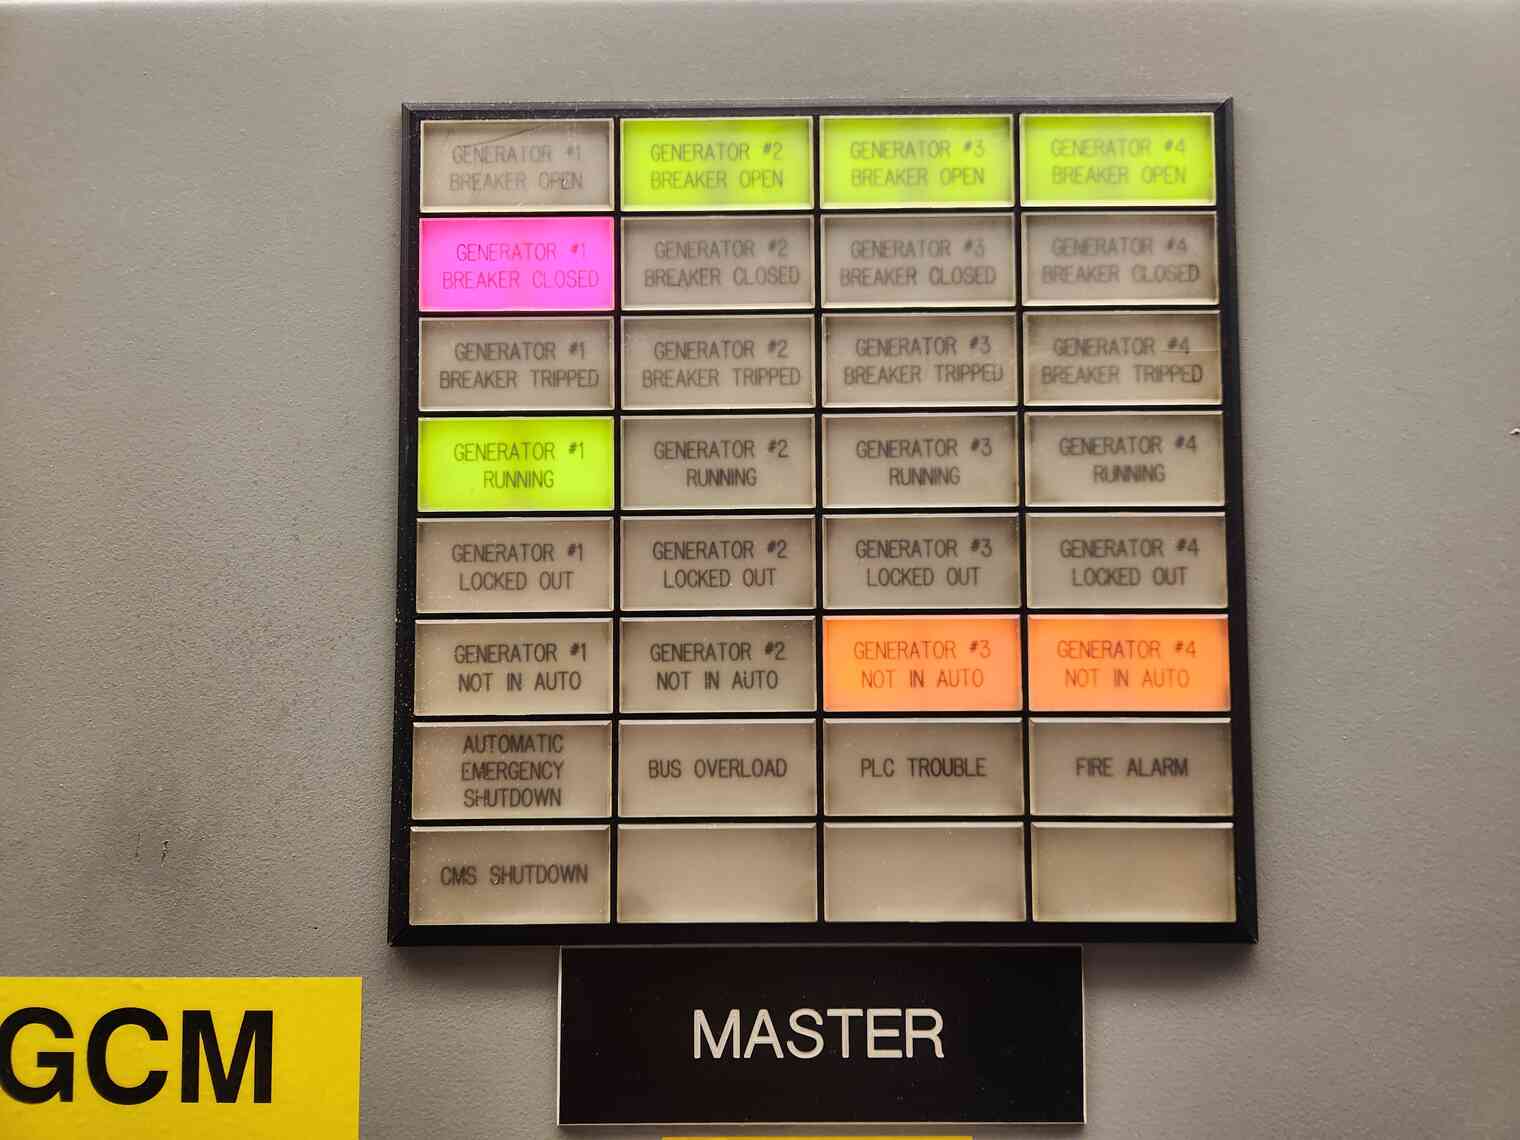 GENERATOR #1
BREAKER OPEN
GENERATOR #2
BREAKER OPEN
GENERATOR #3
BREAKER OPEN
GENERATOR #4
BREAKER OPEN
GENERATOR #1
BREAKER CLOSED
GENERATOR #2
BREAKER CLOSED
GENERATOR #3
BREAKER CLOSED
GENERATOR #4
BREAKER CLOSED
GENERATOR #1
BREAKER TRIPPED
GENERATOR #2
BREAKER TRIPPED
GENERATOR #3
BREAKER TRIPPED
GENERATOR #4
BREAKER TRIPPED
GENERATOR #1
RUNNING
GENERATOR #2
RUNNING
GENERATOR #3
RUNNING
GENERATOR #4
RUNNING
GENERATOR #1
LOCKED OUT
GENERATOR #2
LOCKED OUT
GENERATOR #3
LOCKED OUT
GENERATOR #4
LOCKED OUT
GENERATOR #1
NOT IN AUTO
GENERATOR #2
NOT IN AUTO
GENERATOR #3
NOT IN AUTO
GENERATOR #4
NOT IN AUTO
AUTOMATIC
EMERGENCY
SHUTDOWN
BUS OVERLOAD
PLC TROUBLE
FIRE ALARM
CMS SHUTDOWN
MASTER
GCM